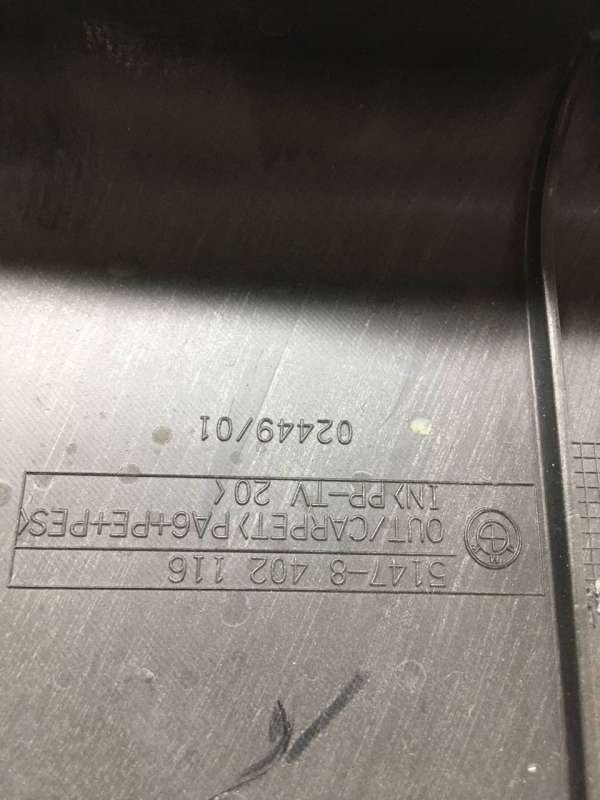 5147-8 402 116
OUT/CARPET>PA6+PE+PES<
IN>PP-TV 20<
02449/01